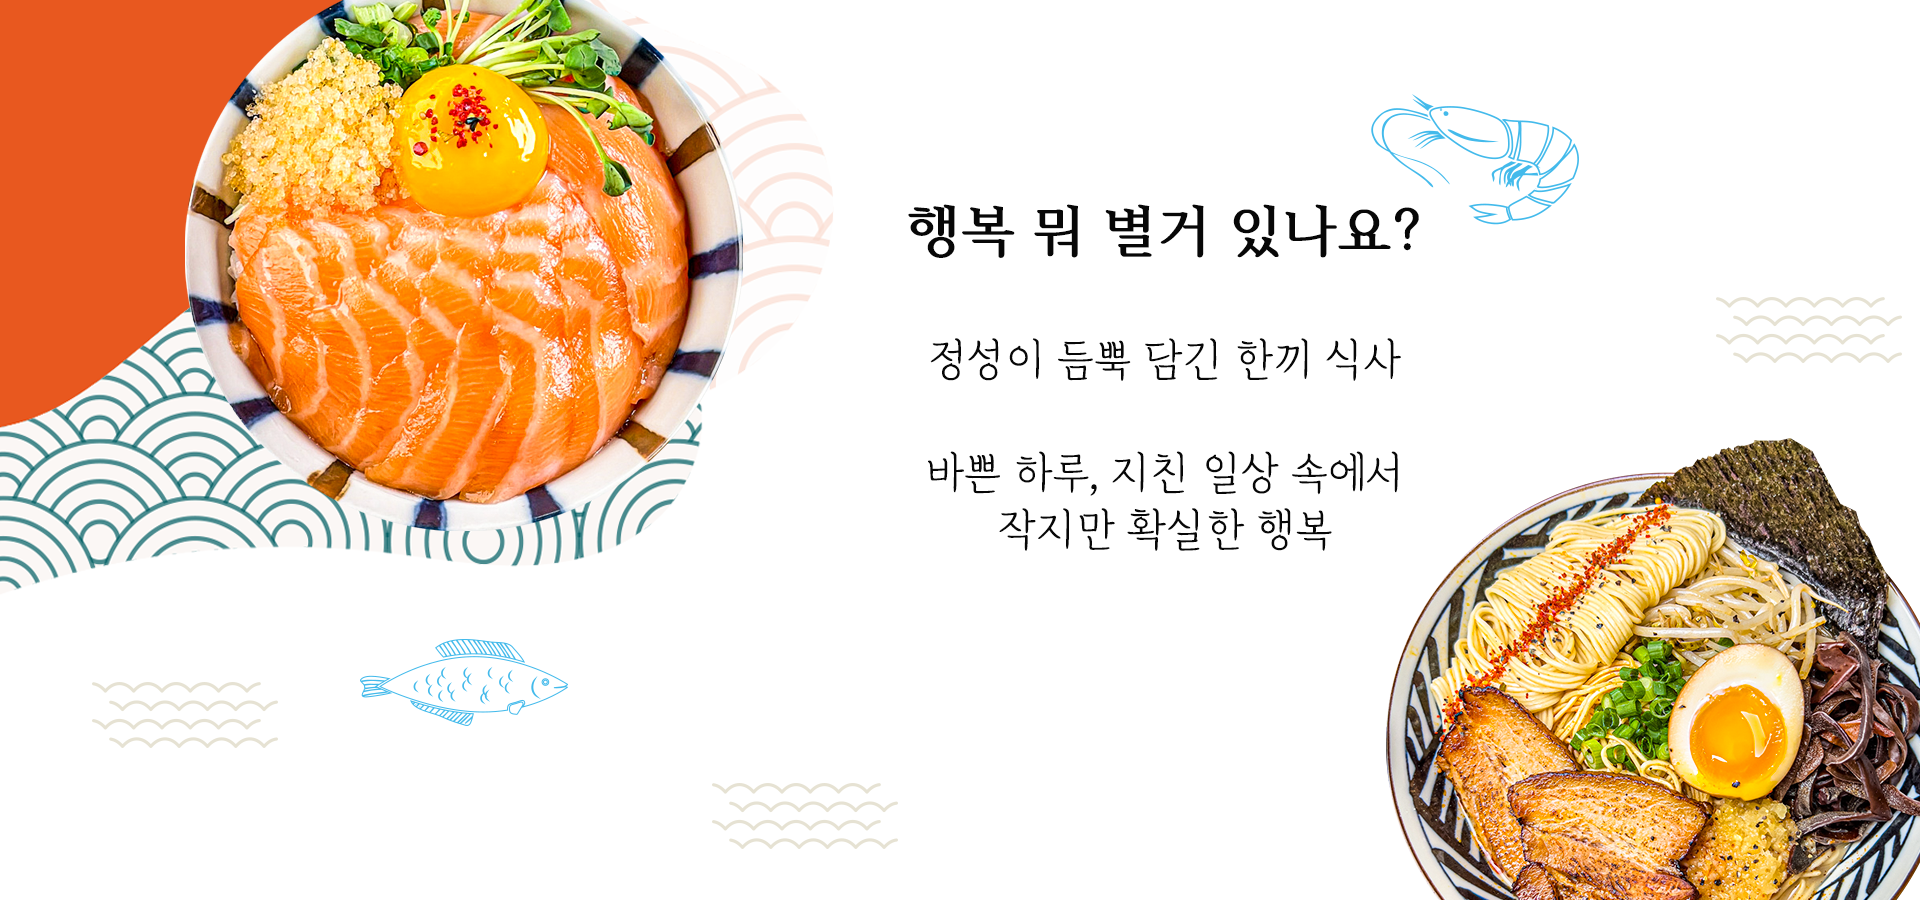 행복 뭐 별거 있나요?
정성이 듬뿍 담긴 한끼 식사
바쁜 하루, 지친 일상 속에서
작지만 확실한 행복